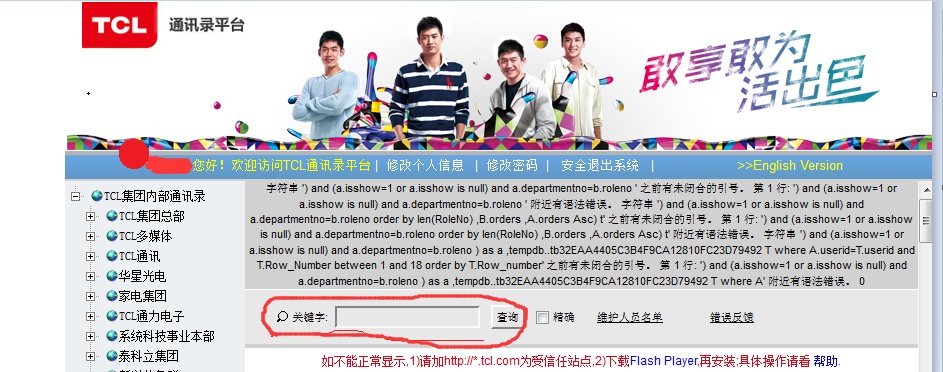 TCL 通讯录平台
敢享敢为
活出色
您好！欢迎访问TCL通讯录平台 | 修改个人信息 | 修改密码 | 安全退出系统 | >>English Version
TCL集团内部通讯录
TCL集团总部
TCL多媒体
TCL通讯
华星光电
家电集团
TCL通力电子
系统科技事业本部
泰科立集团
字符串 ') and (a.isshow=1 or a.isshow is null) and a.departmentno=b.roleno ' 之前有未闭合的引号。 第 1 行: ') and (a.isshow=1 or
a.isshow is null) and a.departmentno=b.roleno ' 附近有语法错误。 字符串 ') and (a.isshow=1 or a.isshow is null) and
a.departmentno=b.roleno order by len(RoleNo) ,B.orders ,A.orders Asc) t' 之前有未闭合的引号。 第 1 行: ') and (a.isshow=1 or a.isshow
is null) and a.departmentno=b.roleno order by len(RoleNo) ,B.orders ,A.orders Asc) t' 附近有语法错误。 字符串 ') and (a.isshow=1 or
a.isshow is null) and a.departmentno=b.roleno ) as a ,tempdb..tb32EAA4405C3B4F9CA12810FC23D79492 T where A.userid=T.userid and
T.Row_Number between 1 and 18 order by T.Row_number' 之前有未闭合的引号。 第 1 行: ') and (a.isshow=1 or a.isshow is null) and
a.departmentno=b.roleno ) as a ,tempdb..tb32EAA4405C3B4F9CA12810FC23D79492 T where A' 附近有语法错误。 0
关键字: 查询 精确 维护人员名单 错误反馈
如不能正常显示,1)请加http://*.tcl.com为受信任站点,2)下载Flash Player,再安装;具体操作请看 帮助.